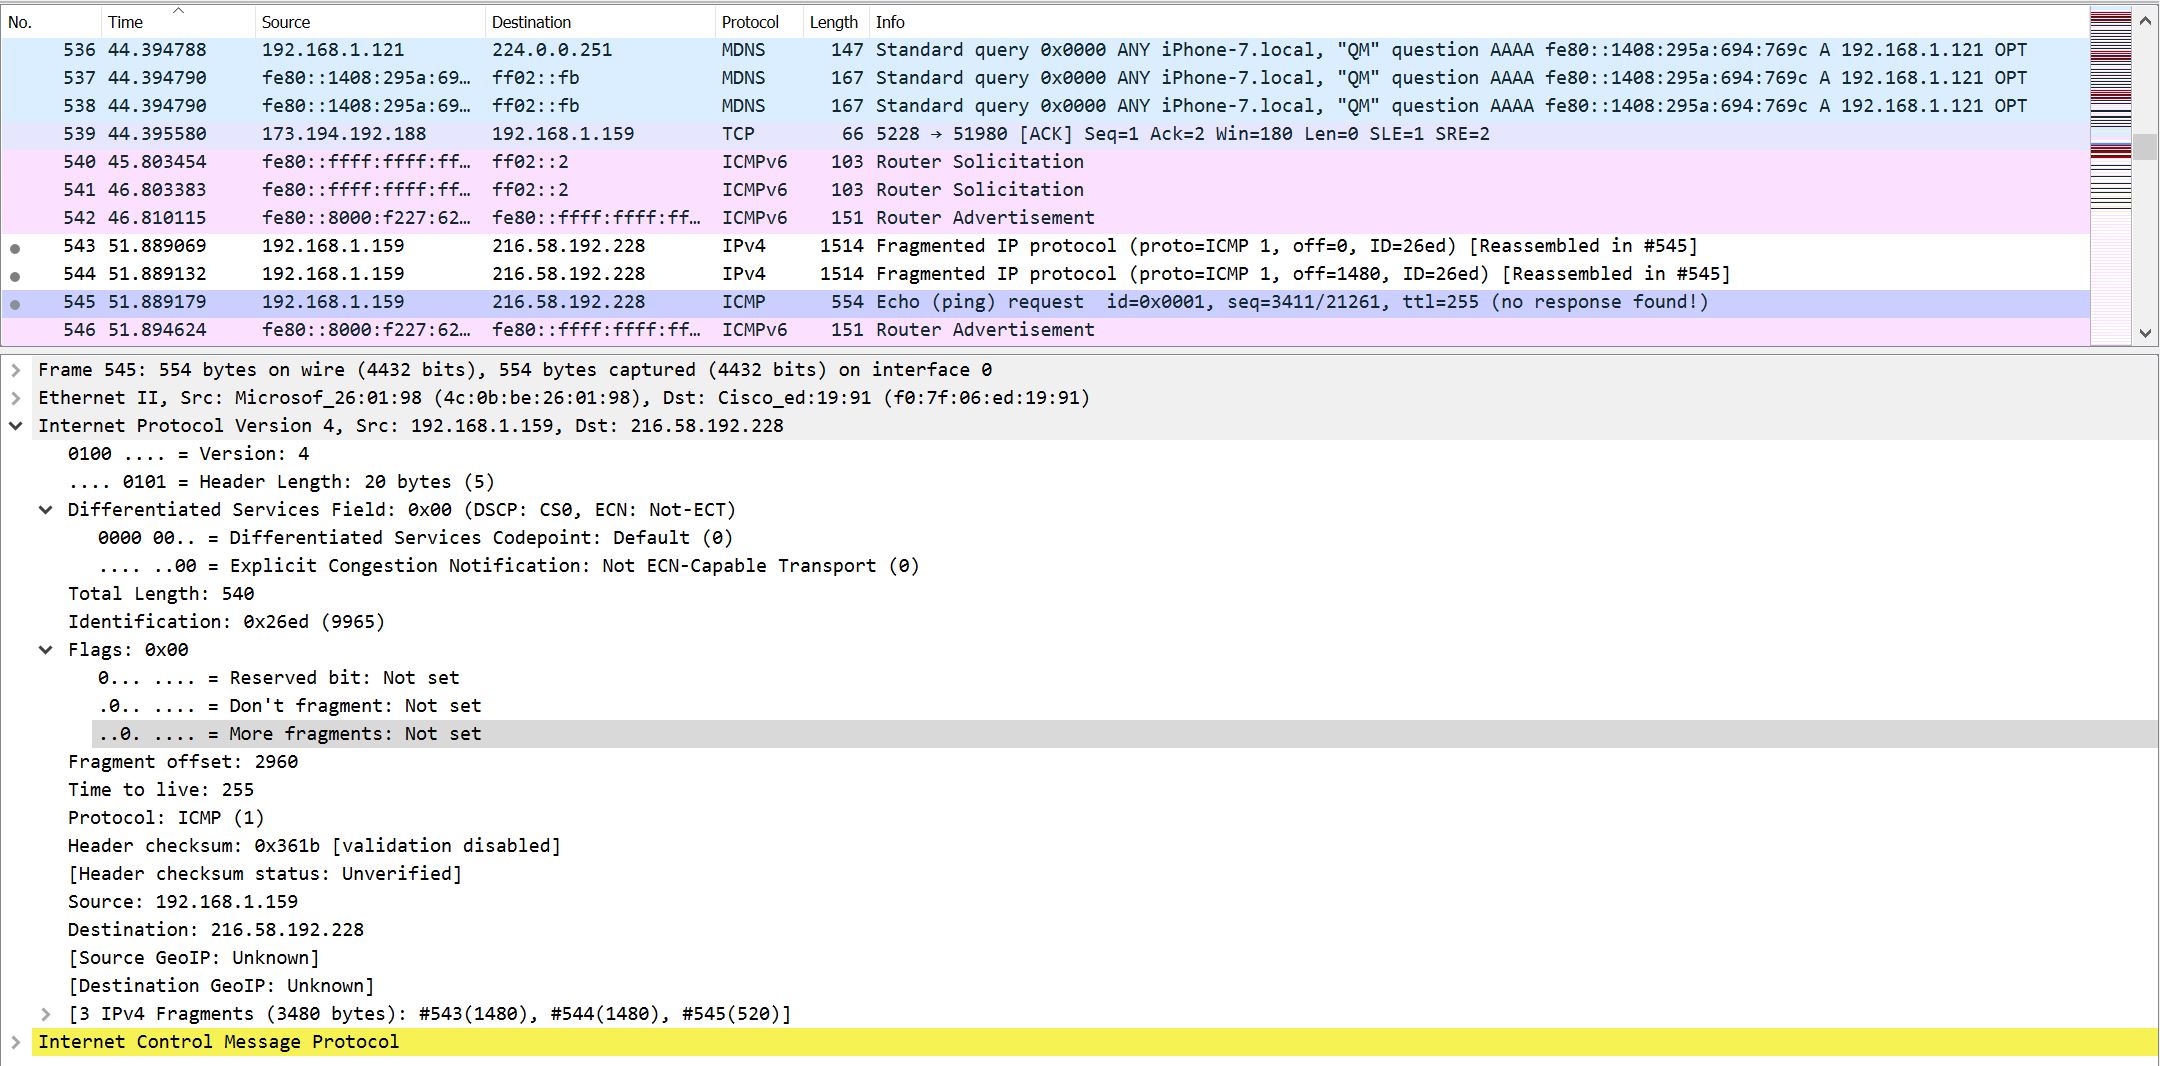 No. Time Source Destination Protocol Length Info
536 44.394788 192.168.1.121 224.0.0.251 MDNS 147 Standard query 0x0000 ANY iPhone-7.local, "QM" question AAAA fe80::1408:295a:694:769c A 192.168.1.121 OPT
537 44.394790 fe80::1408:295a:69… ff02::fb MDNS 167 Standard query 0x0000 ANY iPhone-7.local, "QM" question AAAA fe80::1408:295a:694:769c A 192.168.1.121 OPT
538 44.394790 fe80::1408:295a:69… ff02::fb MDNS 167 Standard query 0x0000 ANY iPhone-7.local, "QM" question AAAA fe80::1408:295a:694:769c A 192.168.1.121 OPT
539 44.395580 173.194.192.188 192.168.1.159 TCP 66 5228 → 51980 [ACK] Seq=1 Ack=2 Win=180 Len=0 SLE=1 SRE=2
540 45.803454 fe80::ffff:ffff:ff… ff02::2 ICMPv6 103 Router Solicitation
541 46.803383 fe80::ffff:ffff:ff… ff02::2 ICMPv6 103 Router Solicitation
542 46.810115 fe80::8000:f227:62… fe80::ffff:ffff:ff… ICMPv6 151 Router Advertisement
543 51.889069 192.168.1.159 216.58.192.228 IPv4 1514 Fragmented IP protocol (proto=ICMP 1, off=0, ID=26ed) [Reassembled in #545]
544 51.889132 192.168.1.159 216.58.192.228 IPv4 1514 Fragmented IP protocol (proto=ICMP 1, off=1480, ID=26ed) [Reassembled in #545]
545 51.889179 192.168.1.159 216.58.192.228 ICMP 554 Echo (ping) request id=0x0001, seq=3411/21261, ttl=255 (no response found!)
546 51.894624 fe80::8000:f227:62… fe80::ffff:ffff:ff… ICMPv6 151 Router Advertisement
Frame 545: 554 bytes on wire (4432 bits), 554 bytes captured (4432 bits) on interface 0
Ethernet II, Src: Microsof_26:01:98 (4c:0b:be:26:01:98), Dst: Cisco_ed:19:91 (f0:7f:06:ed:19:91)
Internet Protocol Version 4, Src: 192.168.1.159, Dst: 216.58.192.228
0100 .... = Version: 4
.... 0101 = Header Length: 20 bytes (5)
Differentiated Services Field: 0x00 (DSCP: CS0, ECN: Not-ECT)
0000 00.. = Differentiated Services Codepoint: Default (0)
.... ..00 = Explicit Congestion Notification: Not ECN-Capable Transport (0)
Total Length: 540
Identification: 0x26ed (9965)
Flags: 0x00
0... .... = Reserved bit: Not set
.0.. .... = Don't fragment: Not set
..0. .... = More fragments: Not set
Fragment offset: 2960
Time to live: 255
Protocol: ICMP (1)
Header checksum: 0x361b [validation disabled]
[Header checksum status: Unverified]
Source: 192.168.1.159
Destination: 216.58.192.228
[Source GeoIP: Unknown]
[Destination GeoIP: Unknown]
[3 IPv4 Fragments (3480 bytes): #543(1480), #544(1480), #545(520)]
Internet Control Message Protocol